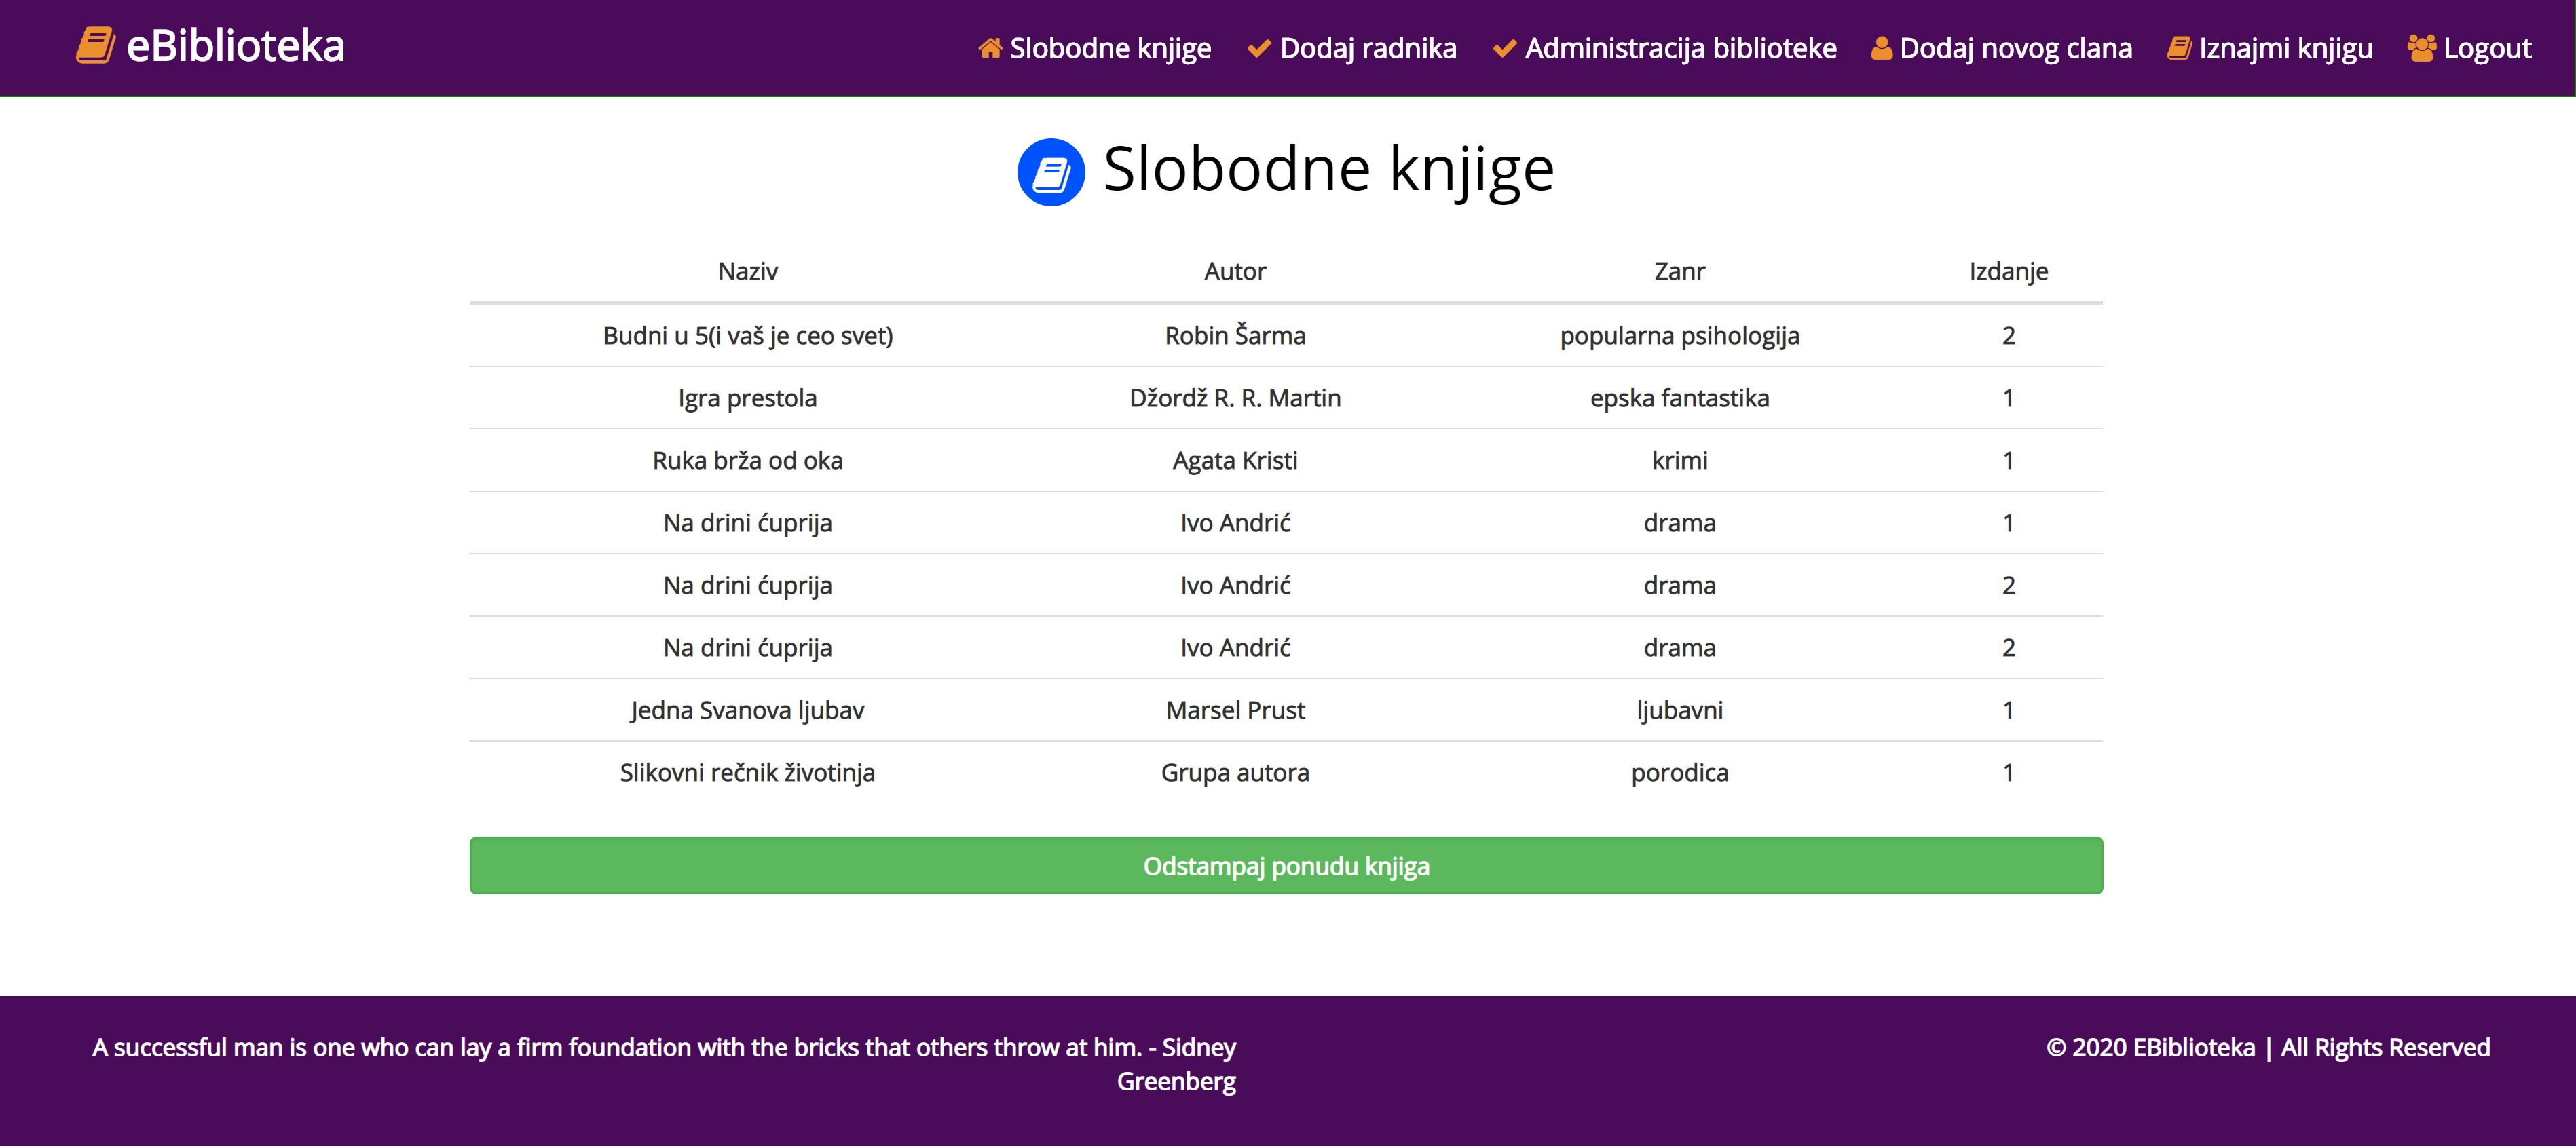 eBiblioteka
Slobodne knjige Dodaj radnika Administracija biblioteke Dodaj novog clana Iznajmi knjigu Logout
Slobodne knjige
Naziv Autor Zanr Izdanje
Budni u 5(i vaš je ceo svet) Robin Šarma popularna psihologija 2
Igra prestola Džordž R. R. Martin epska fantastika 1
Ruka brža od oka Agata Kristi krimi 1
Na drini ćuprija Ivo Andrić drama 1
Na drini ćuprija Ivo Andrić drama 2
Na drini ćuprija Ivo Andrić drama 2
Jedna Svanova ljubav Marsel Prust ljubavni 1
Slikovni rečnik životinja Grupa autora porodica 1
Odstampaj ponudu knjiga
A successful man is one who can lay a firm foundation with the bricks that others throw at him. - Sidney
Greenberg
© 2020 EBiblioteka | All Rights Reserved